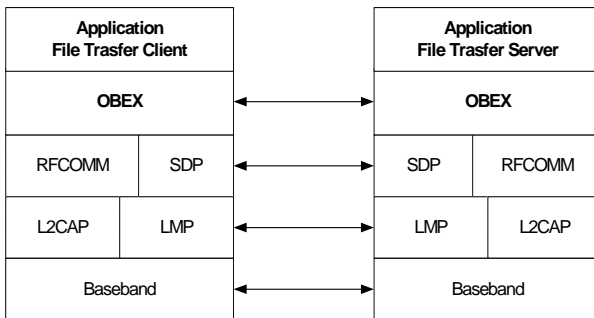 Application
File Trasfer Client
Application
File Trasfer Server
OBEX
OBEX
RFCOMM
SDP
SDP
RFCOMM
L2CAP
LMP
LMP
L2CAP
Baseband
Baseband